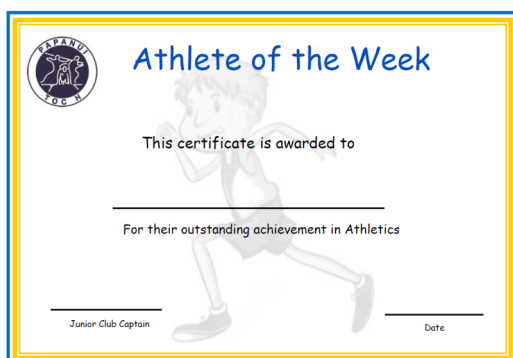 PAPANUI
TOC H
Athlete of the Week
This certificate is awarded to
For their outstanding achievement in Athletics
Junior Club Captain
Date